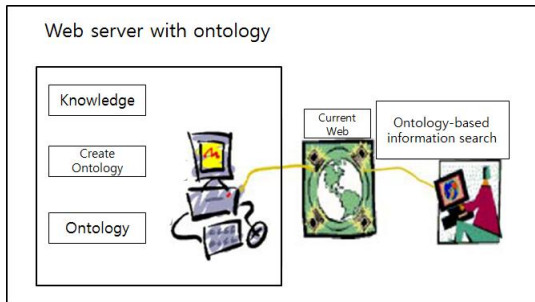 Web server with ontology
Knowledge
Create
Ontology
Ontology
Current
Web
Ontology-based
information search